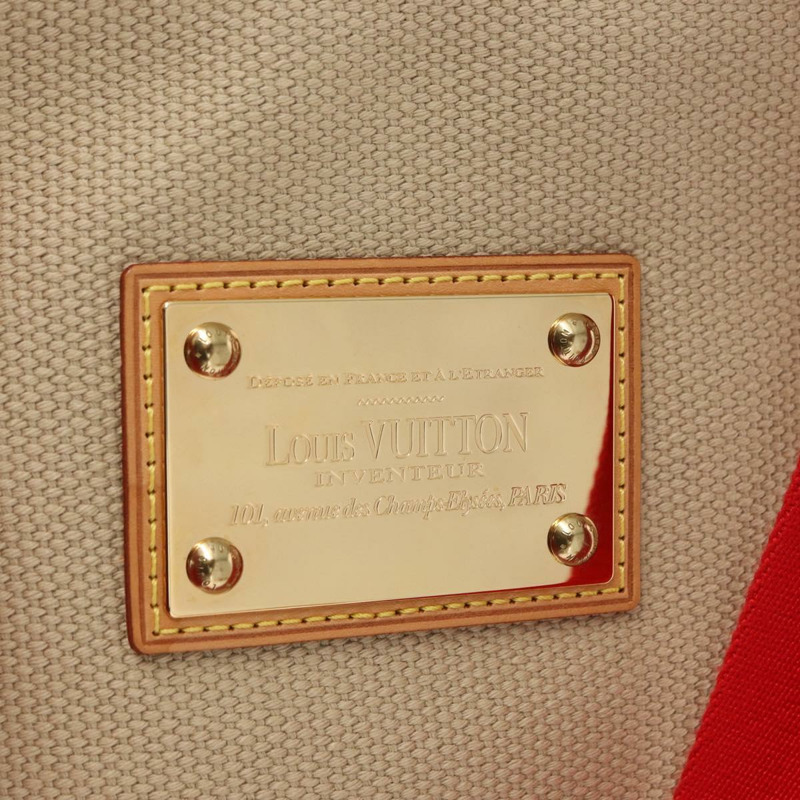 DÉPOSÉ EN FRANCE ET À L'ETRANGER
LOUIS VUITTON
INVENTEUR
101, avenue des Champs-Elysées, PARIS